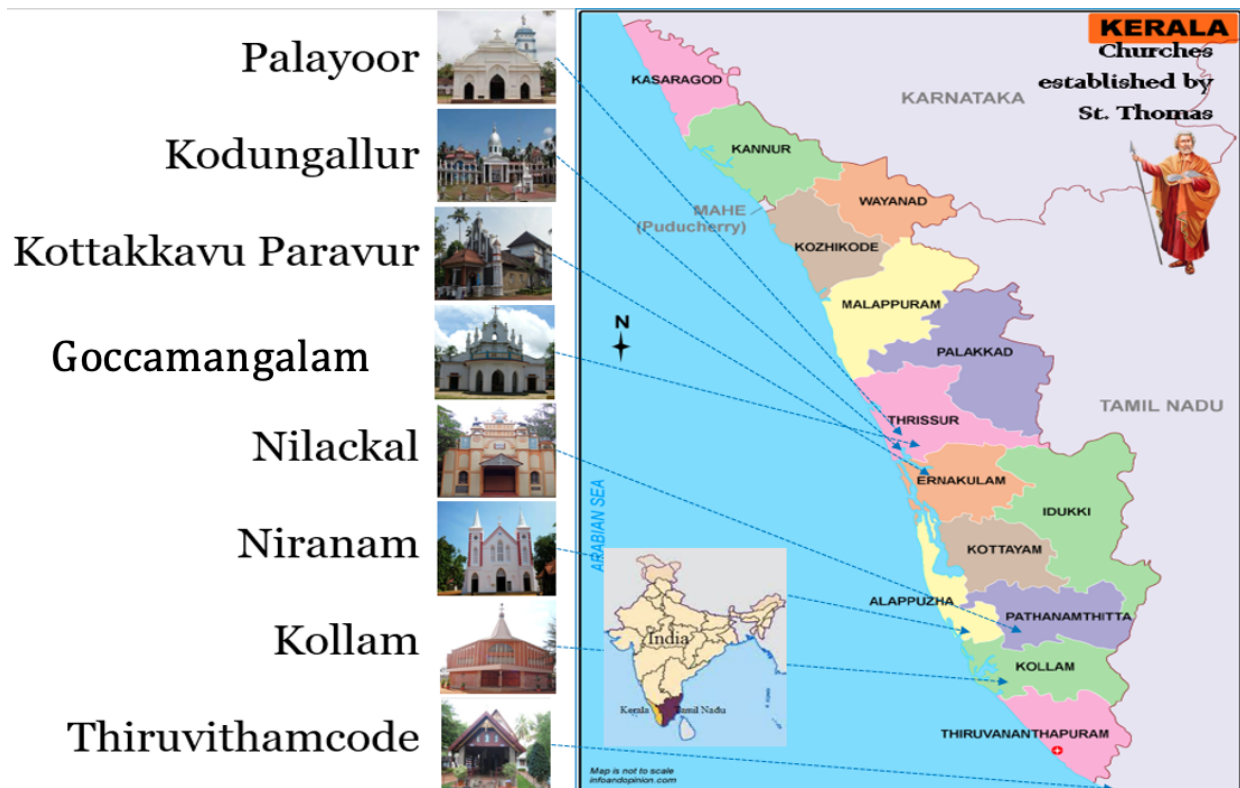 Palayoor
Kodungallur
Kottakkavu Paravur
Goccamangalam
Nilackal
Niranam
Kollam
Thiruvithamcode
KERALA
Churches
established by
St. Thomas
KASARAGOD
KARNATAKA
KANNUR
WAYANAD
MAHE
(Puducherry)
KOZHIKODE
MALAPPURAM
N
PALAKKAD
TAMIL NADU
THRISSUR
ERNAKULAM
IDUKKI
ARABIAN SEA
KOTTAYAM
ALAPPUZHA
PATHANAMTHITTA
India
KOLLAM
Kerala
Tamil Nadu
THIRUVANANTHAPURAM
Map is not to scale
infoandopinion.com